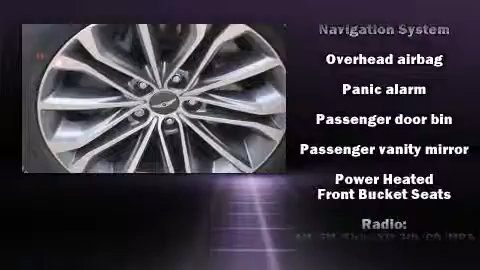 Navigation System
Overhead airbag
Panic alarm
Passenger door bin
Passenger vanity mirror
Power Heated
Front Bucket Seats
Radio: